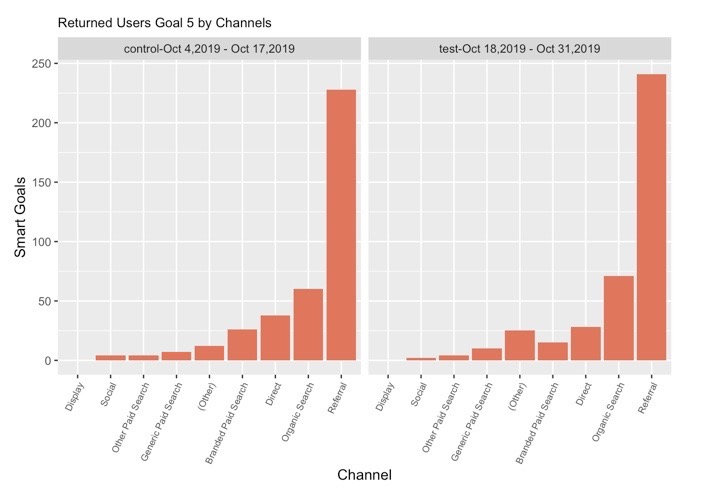 Returned Users Goal 5 by Channels
control-Oct 4,2019 - Oct 17,2019
test-Oct 18,2019 - Oct 31,2019
Smart Goals
250
200
150
100
50
0
Display
Social
Other Paid Search
Generic Paid Search
(Other)
Branded Paid Search
Direct
Organic Search
Referral
Display
Social
Other Paid Search
Generic Paid Search
(Other)
Branded Paid Search
Direct
Organic Search
Referral
Channel